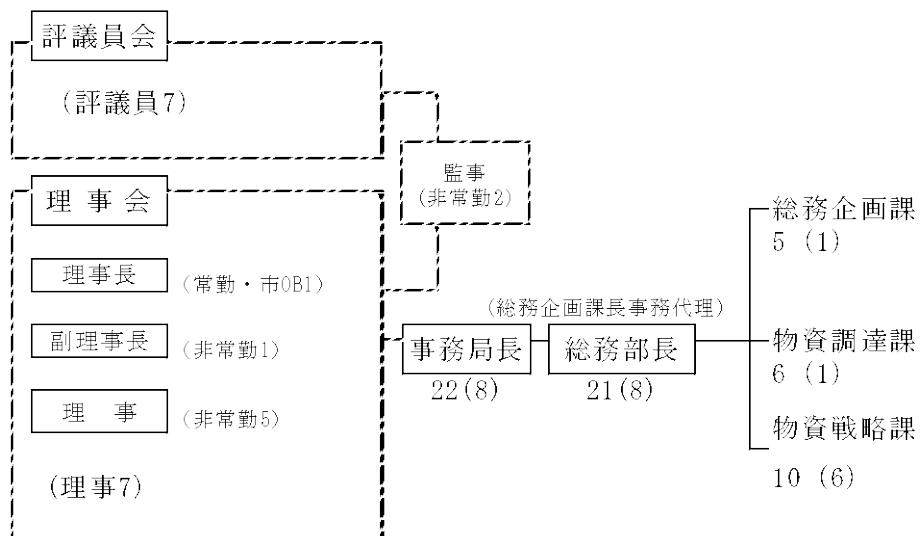 評議員会
(評議員7)
監事
(非常勤2)
理事会
理事長
(常勤・市OB1)
副理事長
(非常勤1)
理事
(非常勤5)
(理事7)
事務局長
22(8)
(総務企画課長事務代理)
総務部長
21(8)
総務企画課
5 (1)
物資調達課
6 (1)
物資戦略課
10 (6)